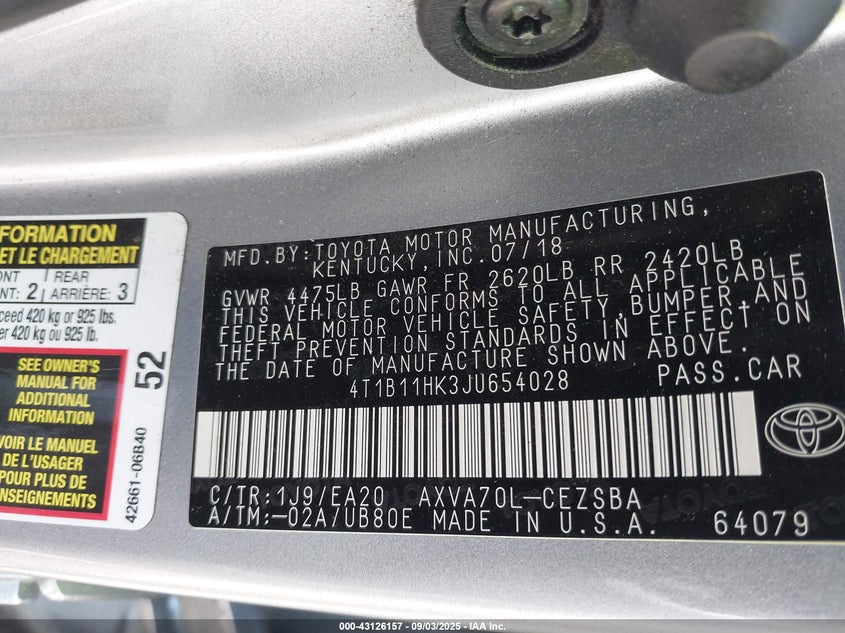 FORMATION
ET LE CHARGEMENT
ONT REAR
NT: 2 ARRIÈRE: 3
xceed 420 kg or 925 lbs.
er 420 kg ou 925 lb.
SEE OWNER'S
MANUAL FOR
ADDITIONAL
INFORMATION
VOIR LE MANUEL
DE L'USAGER
POUR PLUS DE
RENSEIGNEMENTS
52
42661-06B40
MFD.BY:TOYOTA MOTOR MANUFACTURING,
KENTUCKY,INC.07/18
GVWR 4475LB GAWR FR 2620LB RR 2420LB
THIS VEHICLE CONFORMS TO ALL APPLICABLE
FEDERAL MOTOR VEHICLE SAFETY,BUMPER,AND
THEFT PREVENTION STANDARDS IN EFFECT ON
THE DATE OF MANUFACTURE SHOWN ABOVE.
4T1B11HK3JU654028 PASS.CAR
C/TR:1J9/EA20 AXVA70L-CEZSBA
A/TM:-02A/UB80E MADE IN U.S.A. 64079
000-43126157 - 09/03/2025 - IAA Inc.